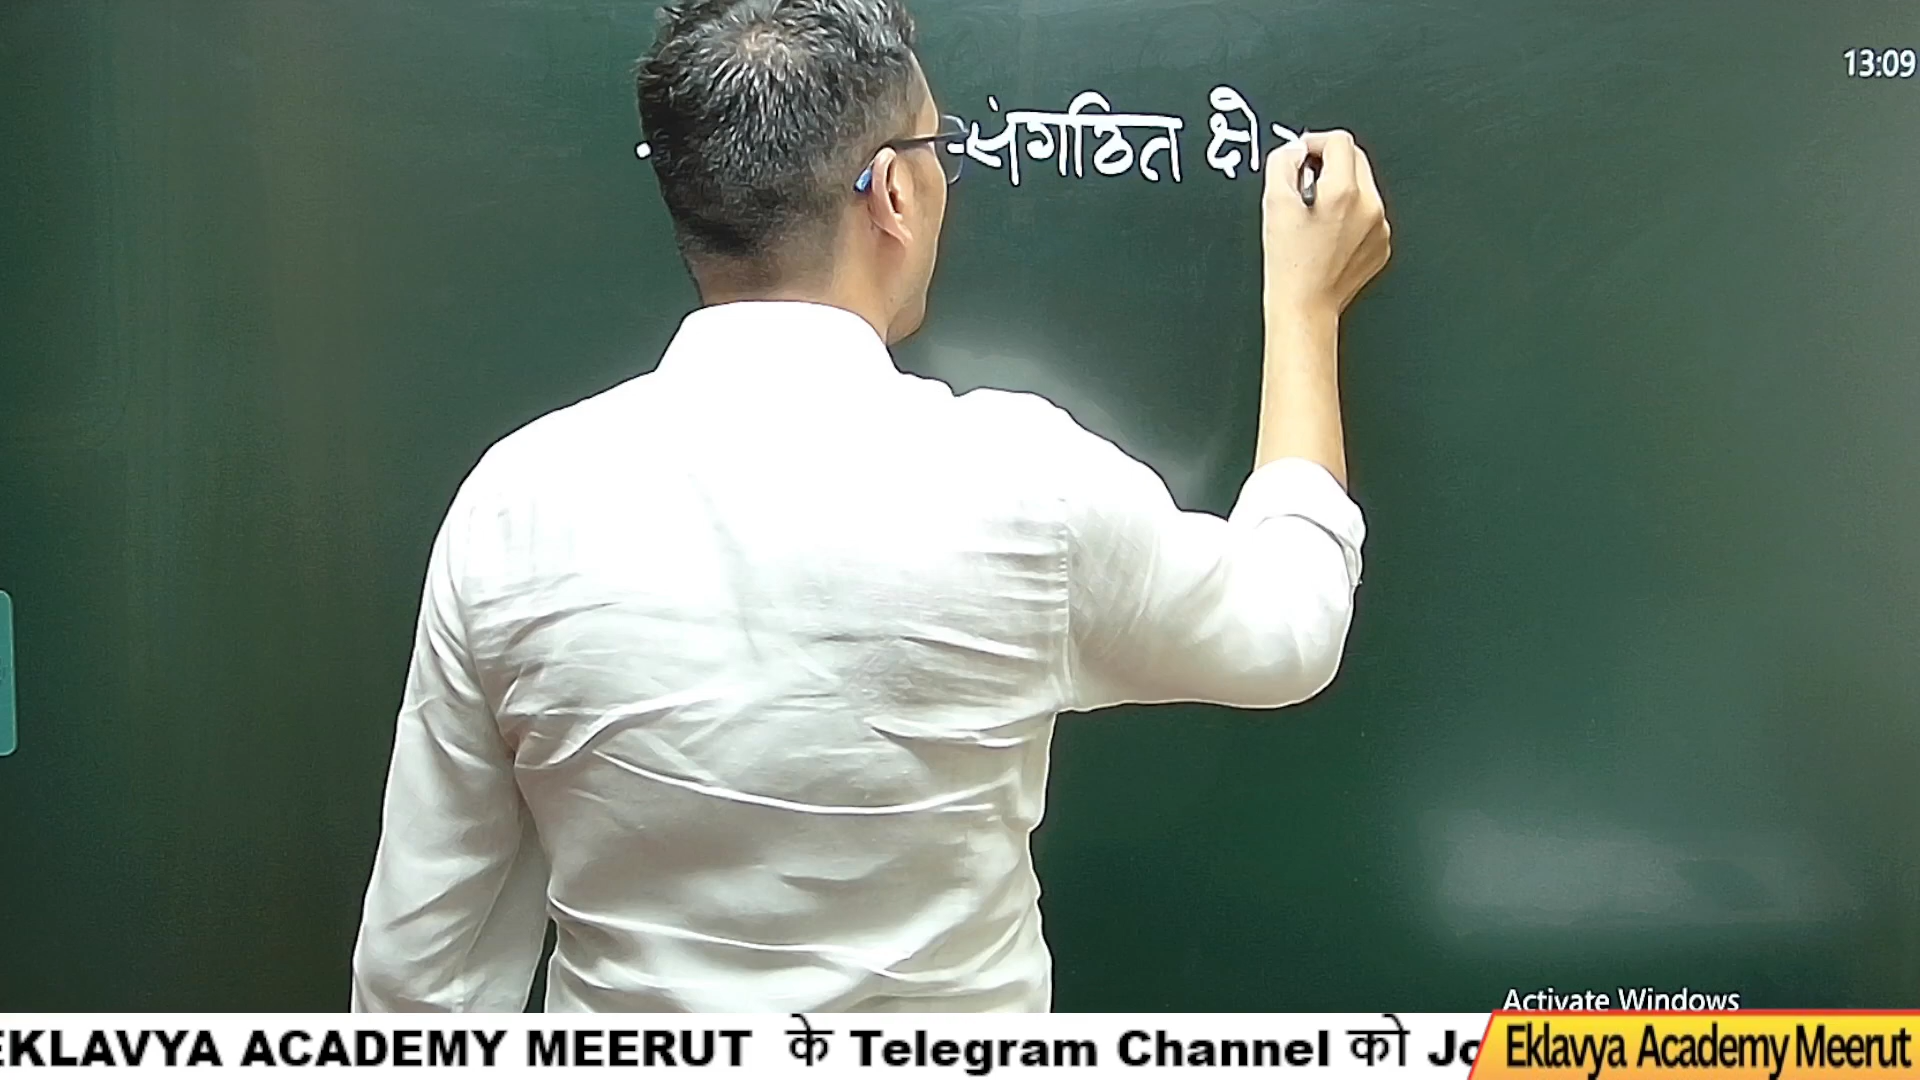 13:09
संगठित क्षे
Activate Windows
EKLAVYA ACADEMY MEERUT के Telegram Channel को Jo
Eklavya Academy Meerut